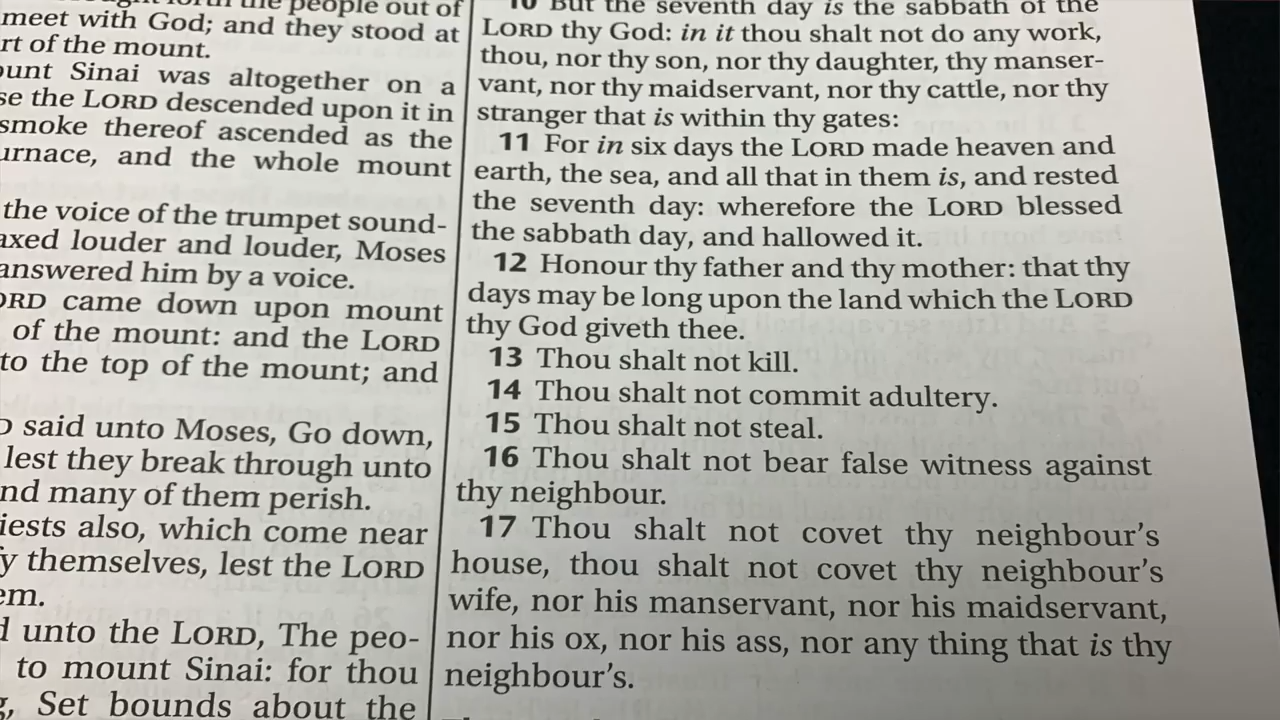 the people out of
meet with God; and they stood at
rt of the mount.
ount Sinai was altogether on a
se the LORD descended upon it in
smoke thereof ascended as the
urnace, and the whole mount
the voice of the trumpet sound-
axed louder and louder, Moses
answered him by a voice.
ORD came down upon mount
of the mount: and the LORD
to the top of the mount; and
D said unto Moses, Go down,
lest they break through unto
nd many of them perish.
iests also, which come near
fy themselves, lest the LORD
em.
d unto the LORD, The peo-
to mount Sinai: for thou
g, Set bounds about the
10 But the seventh day is the sabbath of the
LORD thy God: in it thou shalt not do any work,
thou, nor thy son, nor thy daughter, thy manser-
vant, nor thy maidservant, nor thy cattle, nor thy
stranger that is within thy gates:
11 For in six days the LORD made heaven and
earth, the sea, and all that in them is, and rested
the seventh day: wherefore the LORD blessed
the sabbath day, and hallowed it.
12 Honour thy father and thy mother: that thy
days may be long upon the land which the LORD
thy God giveth thee.
13 Thou shalt not kill.
14 Thou shalt not commit adultery.
15 Thou shalt not steal.
16 Thou shalt not bear false witness against
thy neighbour.
17 Thou shalt not covet thy neighbour's
house, thou shalt not covet thy neighbour's
wife, nor his manservant, nor his maidservant,
nor his ox, nor his ass, nor any thing that is thy
neighbour's.